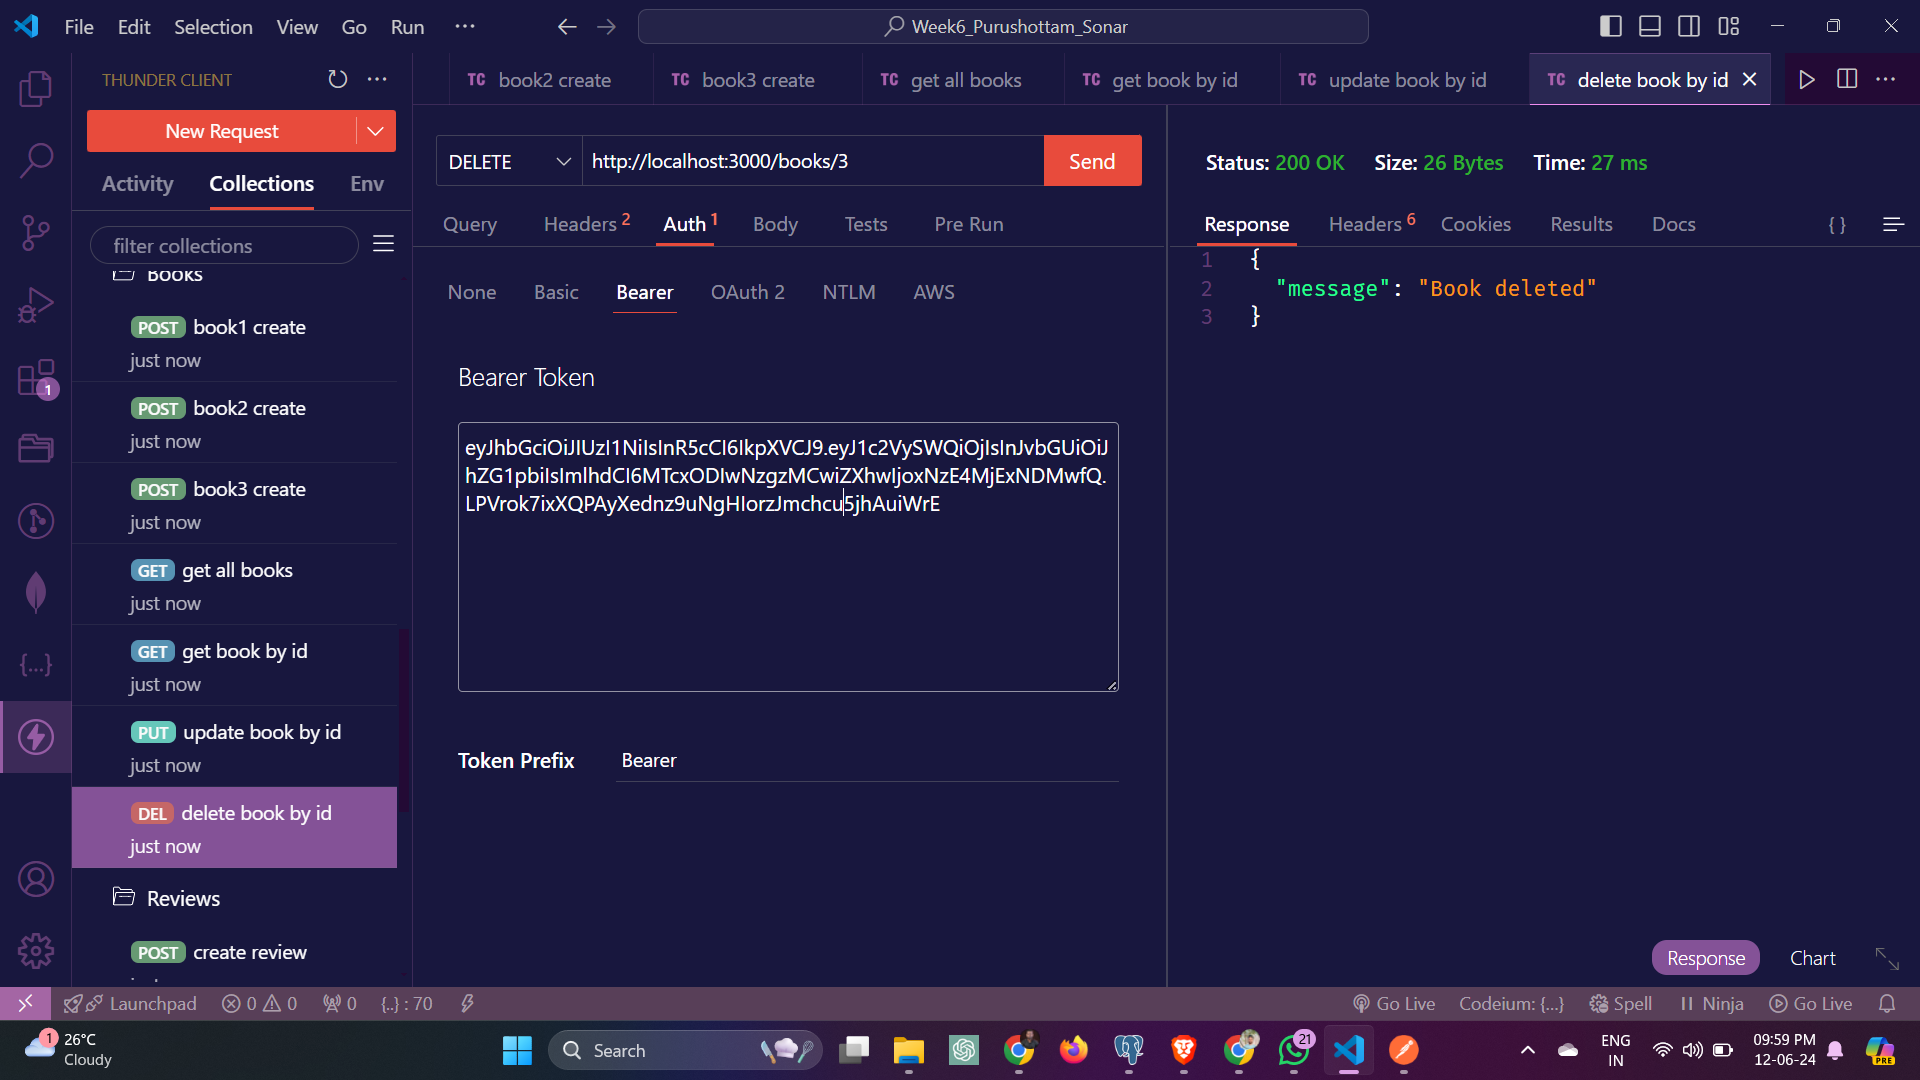 File Edit Selection View Go Run ...
Week6_Purushottam_Sonar
THUNDER CLIENT
New Request
Activity Collections Env
filter collections
Books
POST book1 create
just now
POST book2 create
just now
POST book3 create
just now
GET get all books
just now
GET get book by id
just now
PUT update book by id
just now
DEL delete book by id
just now
Reviews
POST create review
1
TC book2 create TC book3 create TC get all books TC get book by id TC update book by id TC delete book by id
DELETE http://localhost:3000/books/3 Send
Query Headers 2 Auth 1 Body Tests Pre Run
None Basic Bearer OAuth 2 NTLM AWS
Bearer Token
eyJhbGciOiJIUzI1NiIsInR5cCI6IkpXVCJ9.eyJ1c2VySWQiOjIsInJvbGUiOiJ
hZG1pbiIsImlhdCI6MTcxODIwNzgzMCwiZXhwIjoxNzE4MjExNDMwfQ.
LPVrok7ixXQPAyXednz9uNgHIorzJmchcu5jhAuiWrE
Token Prefix Bearer
Status: 200 OK Size: 26 Bytes Time: 27 ms
Response Headers 6 Cookies Results Docs { }
1 {
2 "message": "Book deleted"
3 }
Response Chart
Launchpad 0 0 0 {..} : 70 Go Live Codeium: {...} Spell Ninja Go Live
1 26°C
Cloudy
Search
21
PRE
ENG
IN
09:59 PM
12-06-24